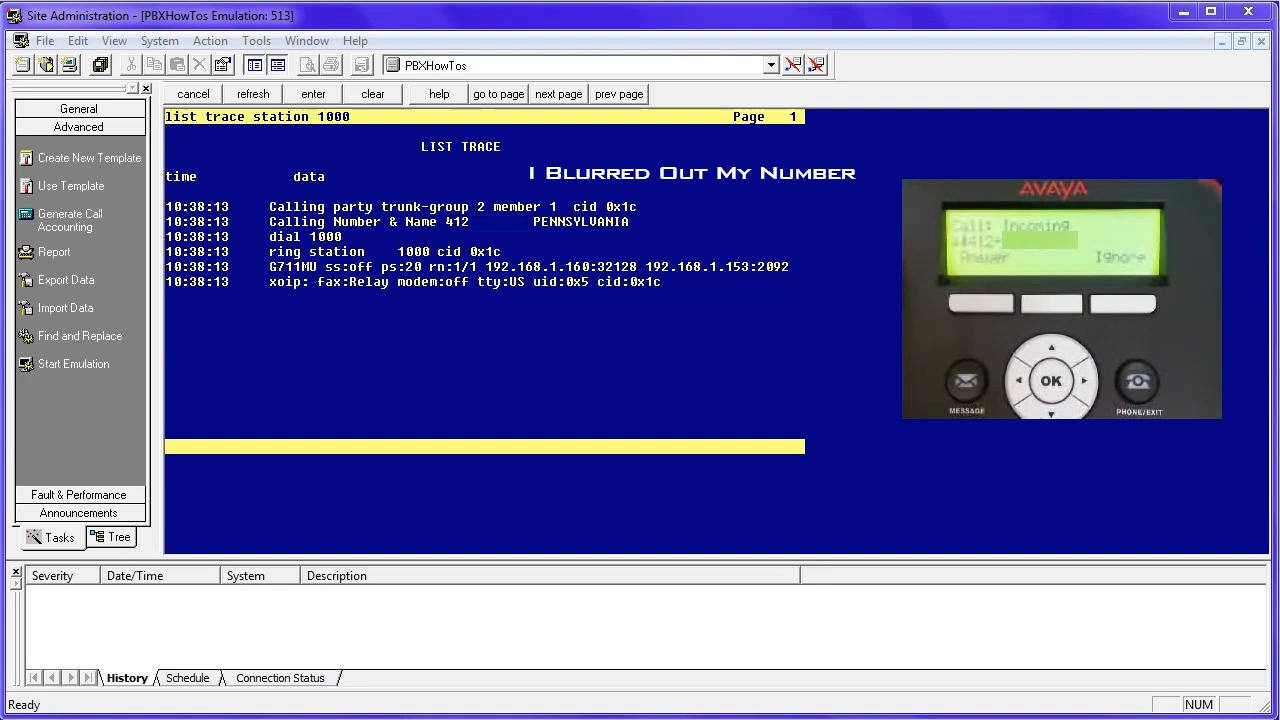 Site Administration - [PBXHowTos Emulation: 513]
File Edit View System Action Tools Window Help
PBXHowTos
cancel refresh enter clear help go to page next page prev page
General
Advanced
Create New Template
Use Template
Generate Call
Accounting
Report
Export Data
Import Data
Find and Replace
Start Emulation
Fault & Performance
Announcements
Tasks Tree
list trace station 1000 Page 1
LIST TRACE
time data
I Blurred Out My Number
10:38:13 Calling party trunk-group 2 member 1 cid 0x1c
10:38:13 Calling Number & Name 412 PENNSYLVANIA
10:38:13 dial 1000
10:38:13 ring station 1000 cid 0x1c
10:38:13 G711MU ss:off ps:20 rn:1/1 192.168.1.160:32128 192.168.1.153:2092
10:38:13 xoip: fax:Relay modem:off tty:US uid:0x5 cid:0x1c
AVAYA
Call: Incoming
412-
Answer Ignore
OK
MESSAGE PHONE/EXIT
Severity Date/Time System Description
History Schedule Connection Status
Ready NUM